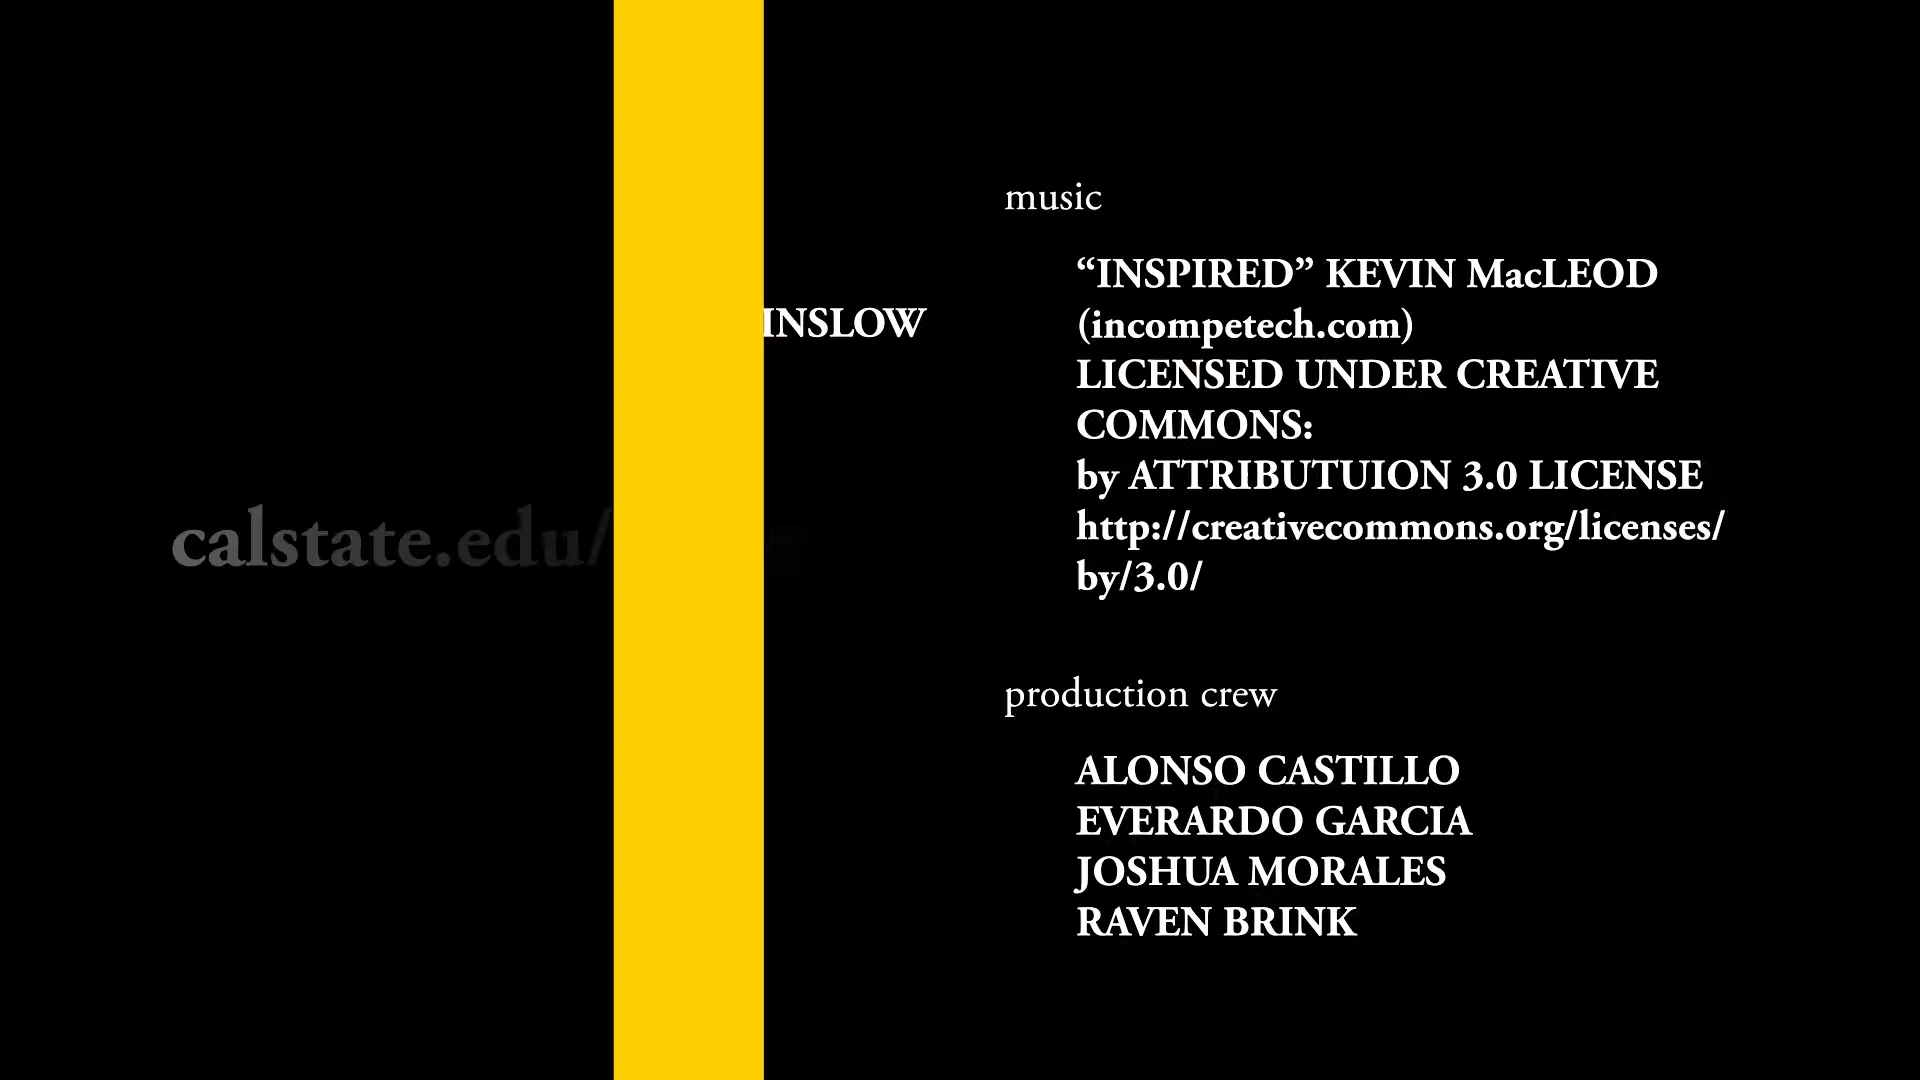 INSLOW
calstate.edu/
music
“INSPIRED” KEVIN MacLEOD
(incompetech.com)
LICENSED UNDER CREATIVE
COMMONS:
by ATTRIBUTUION 3.0 LICENSE
http://creativecommons.org/licenses/
by/3.0/
production crew
ALONSO CASTILLO
EVERARDO GARCIA
JOSHUA MORALES
RAVEN BRINK